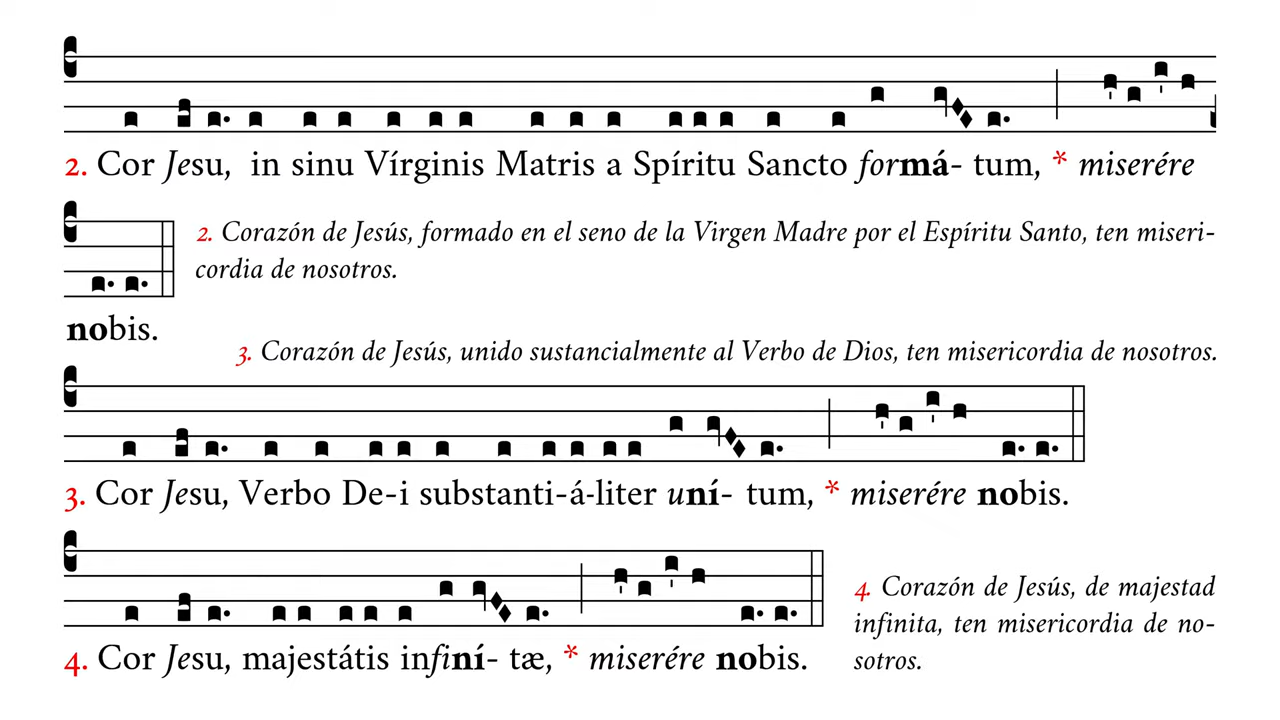 2. Cor Jesu, in sinu Vírginis Matris a Spíritu Sancto formá- tum, * miserére
nobis.
2. Corazón de Jesús, formado en el seno de la Virgen Madre por el Espíritu Santo, ten miseri-
cordia de nosotros.
3. Corazón de Jesús, unido sustancialmente al Verbo de Dios, ten misericordia de nosotros.
3. Cor Jesu, Verbo De-i substanti-á-liter uní- tum, * miserére nobis.
4. Cor Jesu, majestátis infiní- tæ, * miserére nobis.
4. Corazón de Jesús, de majestad
infinita, ten misericordia de no-
sotros.